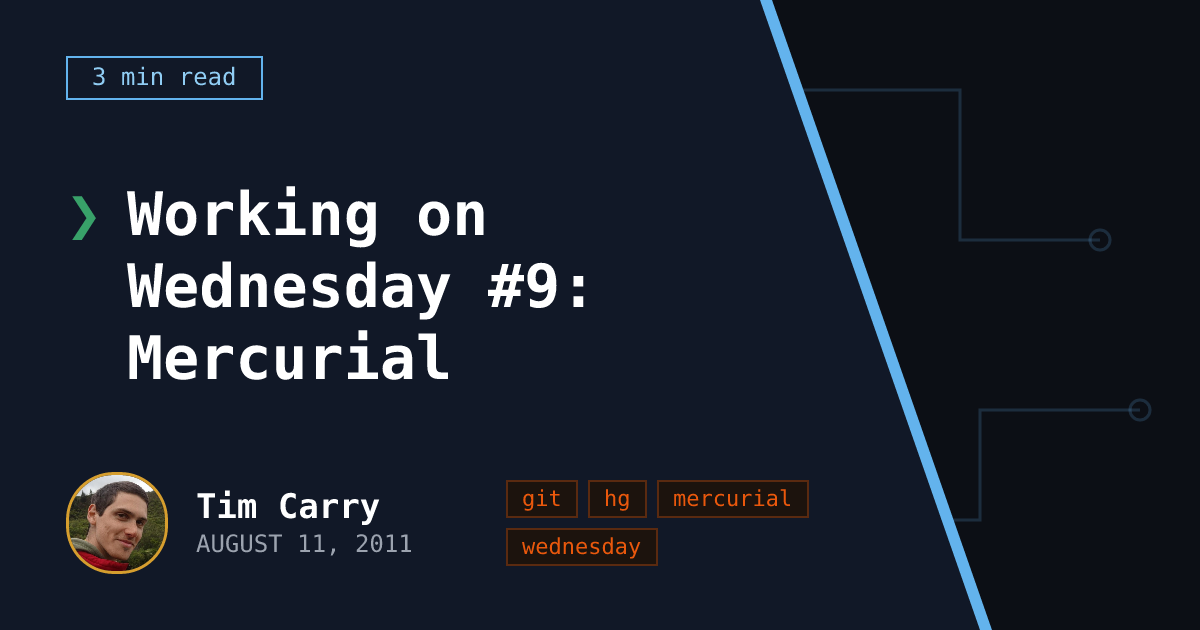 3 min read
❯ Working on
Wednesday #9:
Mercurial
Tim Carry
AUGUST 11, 2011
git hg mercurial
wednesday